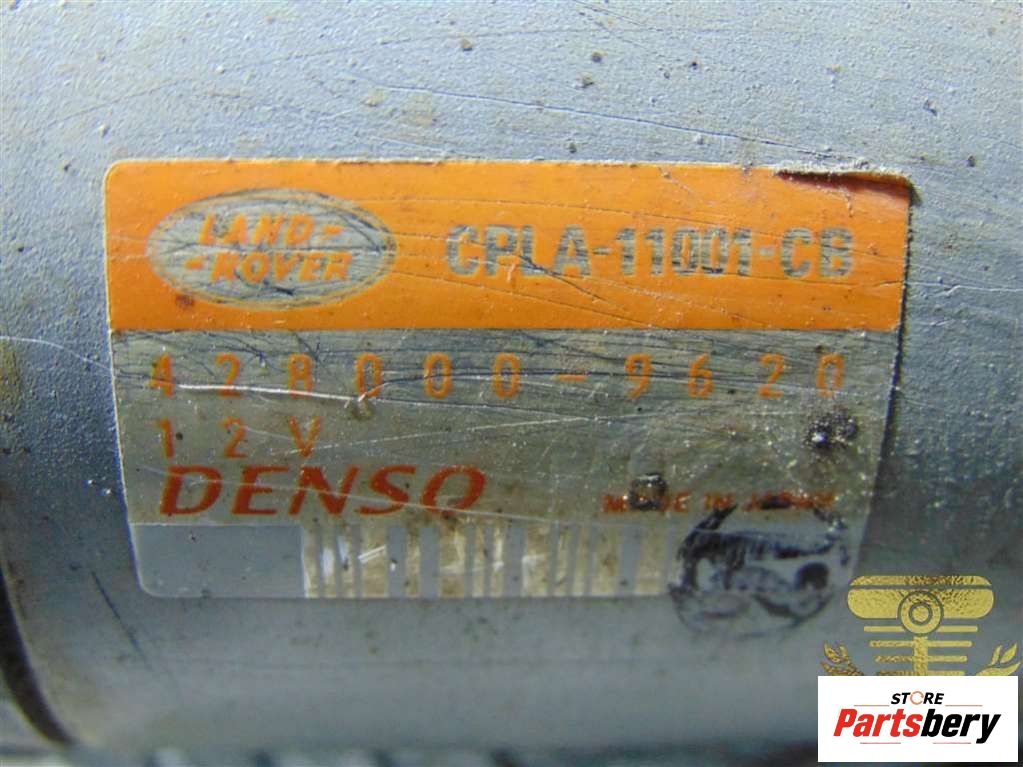 LAND-
-ROVER
CPLA-11001-CB
428000-9620
12V
DENSO
MADE IN JAPAN
STORE
Partsbery